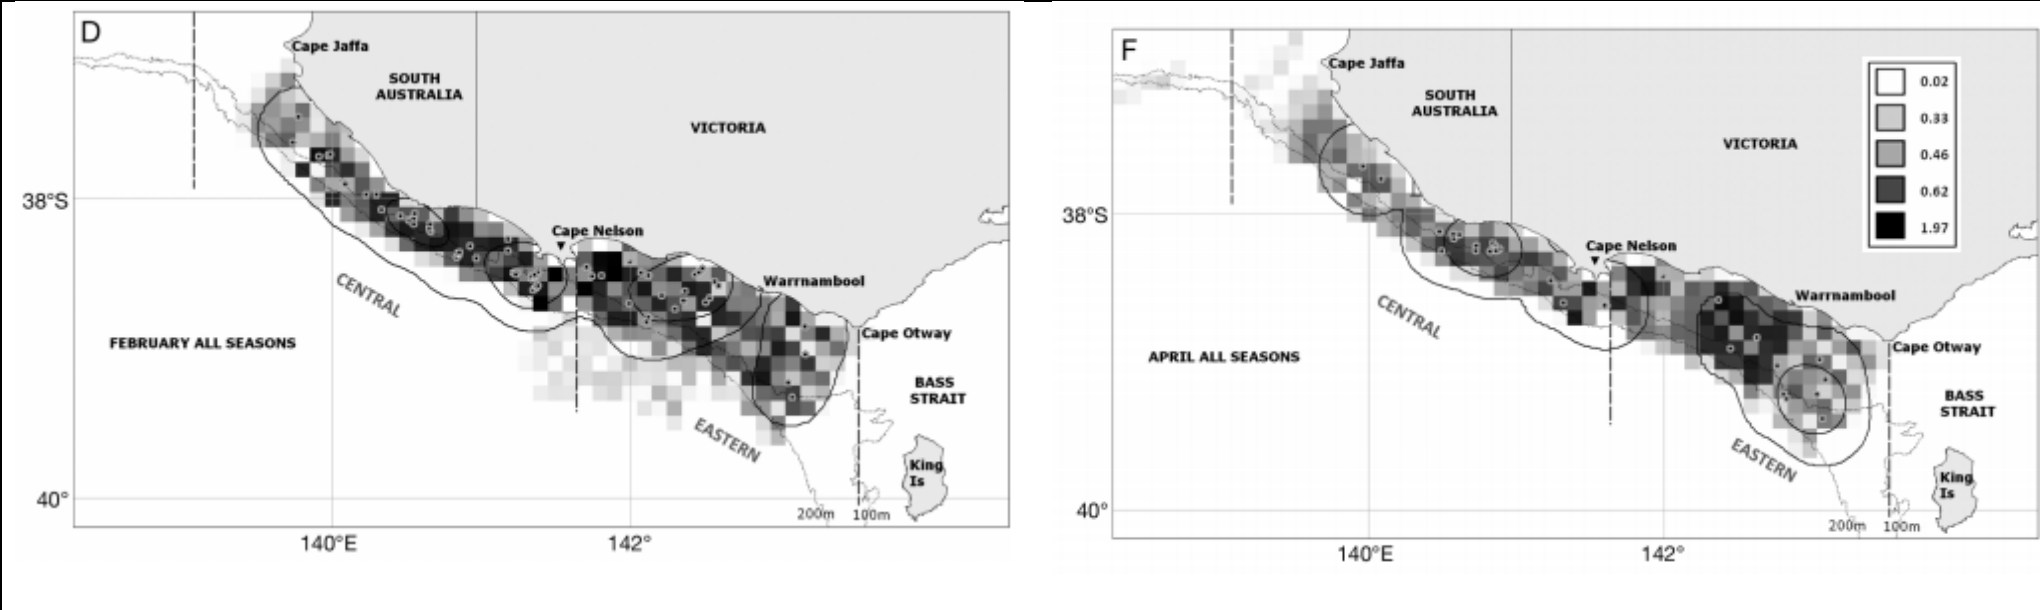 D
Cape Jaffa
SOUTH
AUSTRALIA
VICTORIA
38°S
Cape Nelson
Warrnambool
CENTRAL
Cape Otway
FEBRUARY ALL SEASONS
BASS
STRAIT
EASTERN
King
Is
40°
200m 100m
140°E 142°
F
Cape Jaffa
SOUTH
AUSTRALIA
VICTORIA
0.02
0.33
0.46
0.62
1.97
38°S
Cape Nelson
Warrnambool
CENTRAL
Cape Otway
APRIL ALL SEASONS
BASS
STRAIT
EASTERN
King
Is
40°
200m 100m
140°E 142°